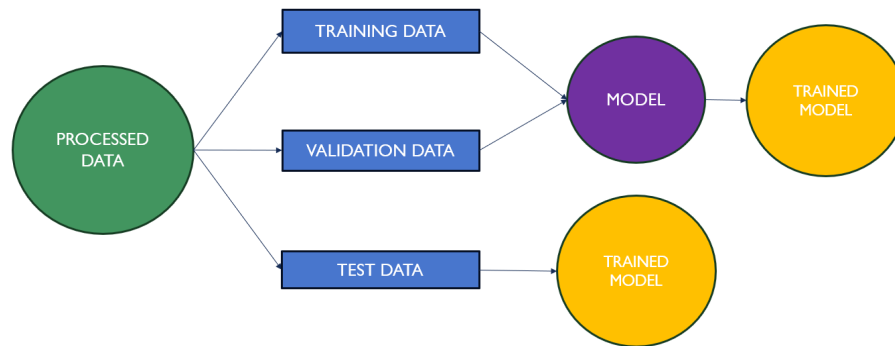 TRAINING DATA
PROCESSED
DATA
VALIDATION DATA
MODEL
TRAINED
MODEL
TEST DATA
TRAINED
MODEL